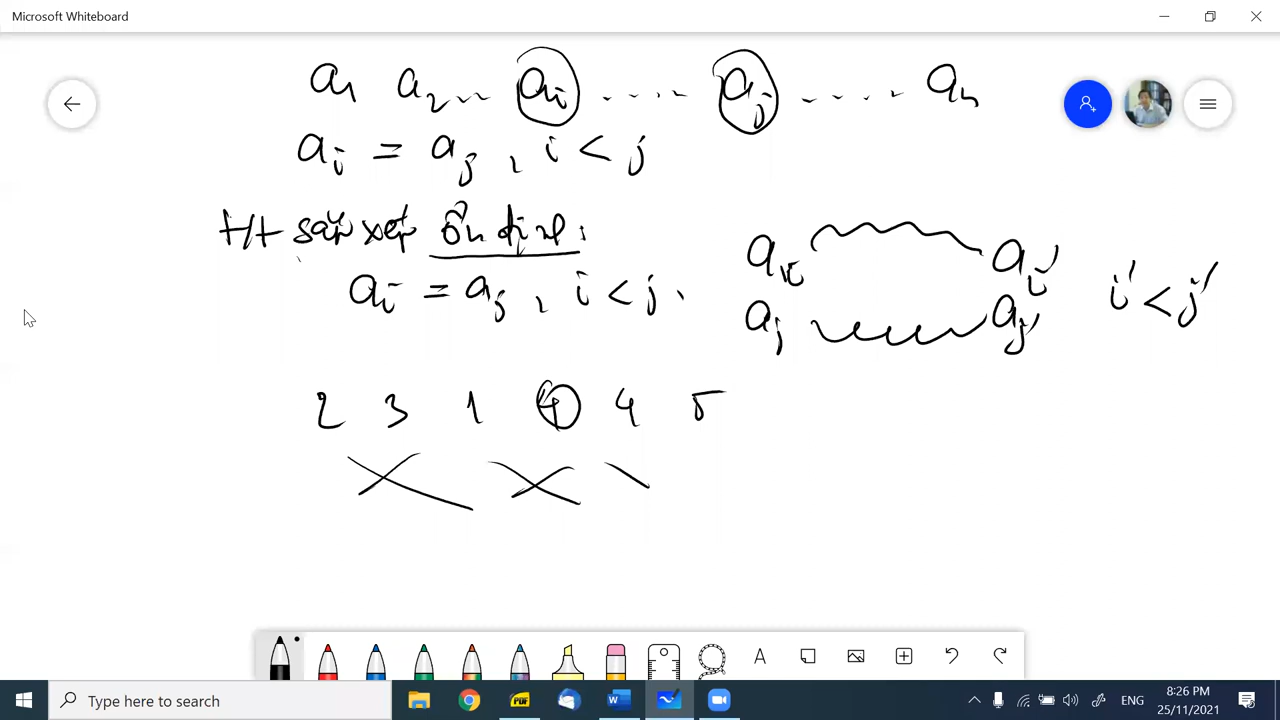 Microsoft Whiteboard
a₁ a₂ ... aᵢ .... aⱼ ..... aₙ
aᵢ = aⱼ , i < j
t/t sắp xếp ổn định:
aᵢ = aⱼ , i < j .
aᵢ aᵢ'
aⱼ aⱼ'
i' < j'
2 3 1 4 4 5
A
Type here to search
PDF
ENG
8:26 PM
25/11/2021